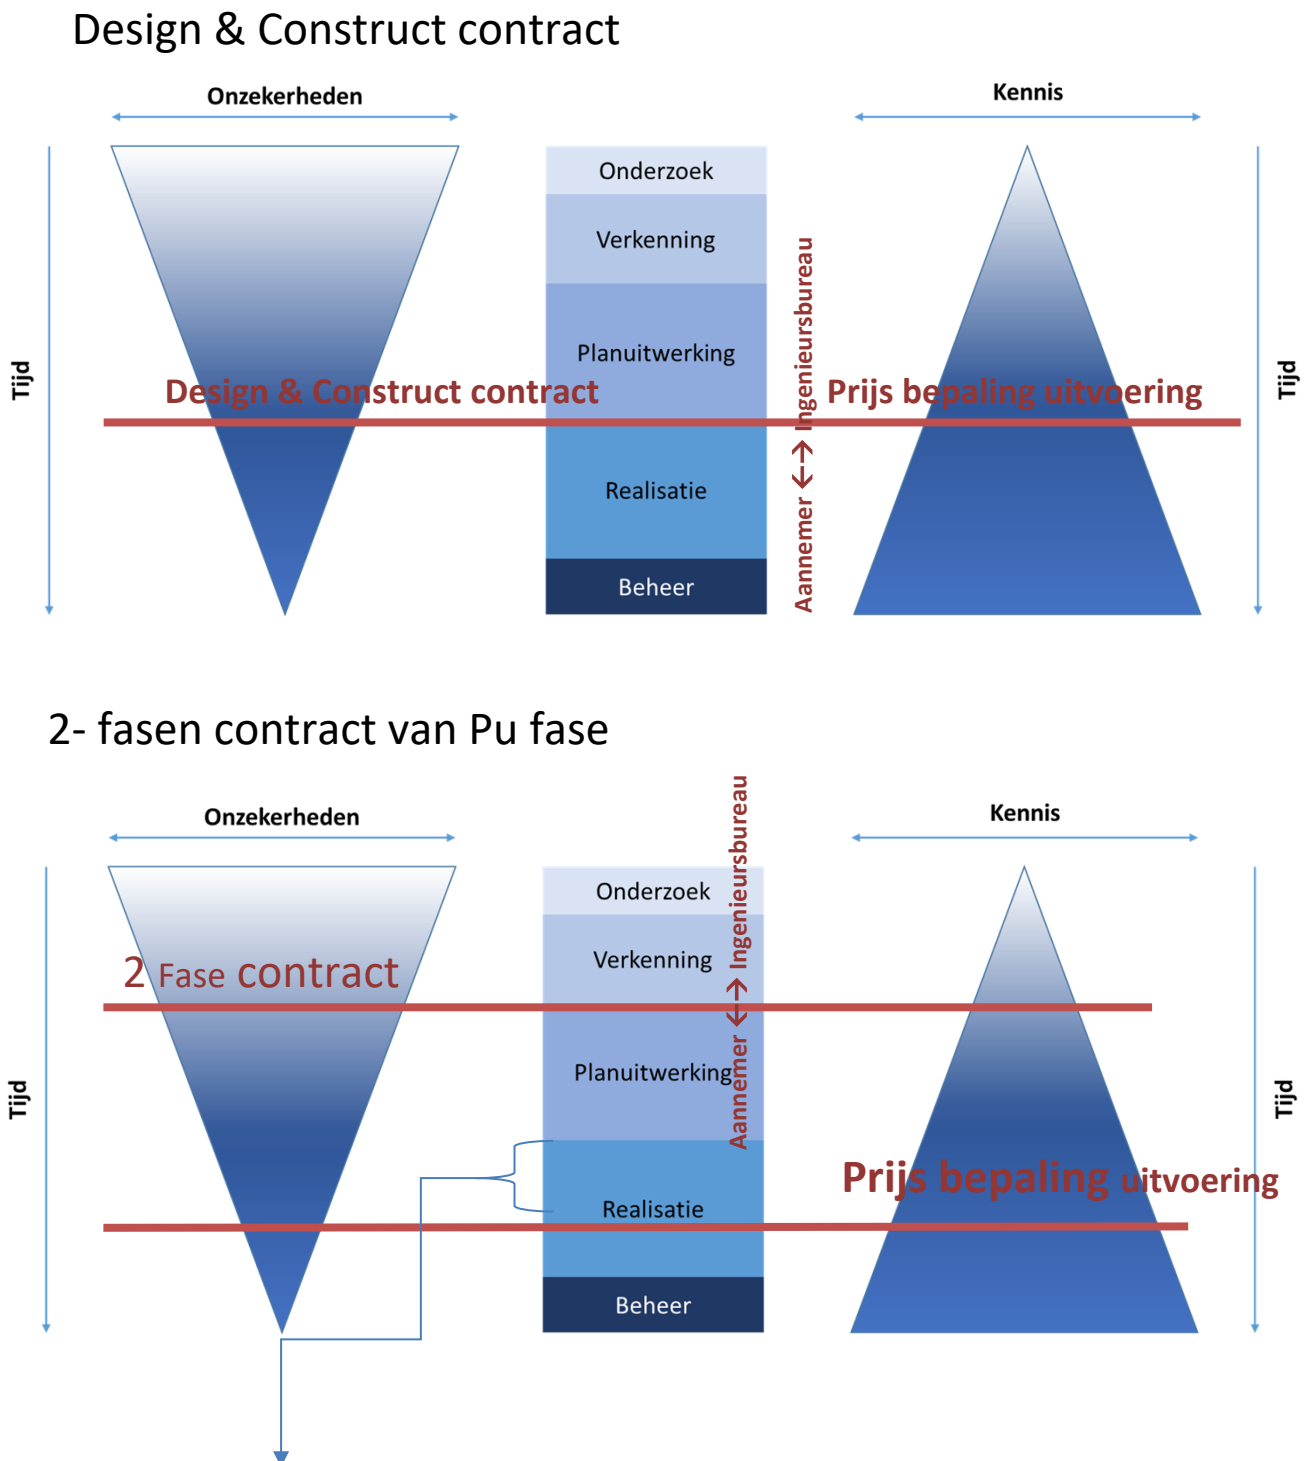 Design & Construct contract
Onzekerheden
Kennis
Tijd
Onderzoek
Verkenning
Planuitwerking
Realisatie
Beheer
Design & Construct contract
Aannemer ←→ Ingenieursbureau
Prijs bepaling uitvoering
Tijd
2- fasen contract van Pu fase
Onzekerheden
Kennis
Tijd
Onderzoek
Verkenning
Planuitwerking
Realisatie
Beheer
2 Fase contract
Aannemer ←→ Ingenieursbureau
Prijs bepaling uitvoering
Tijd